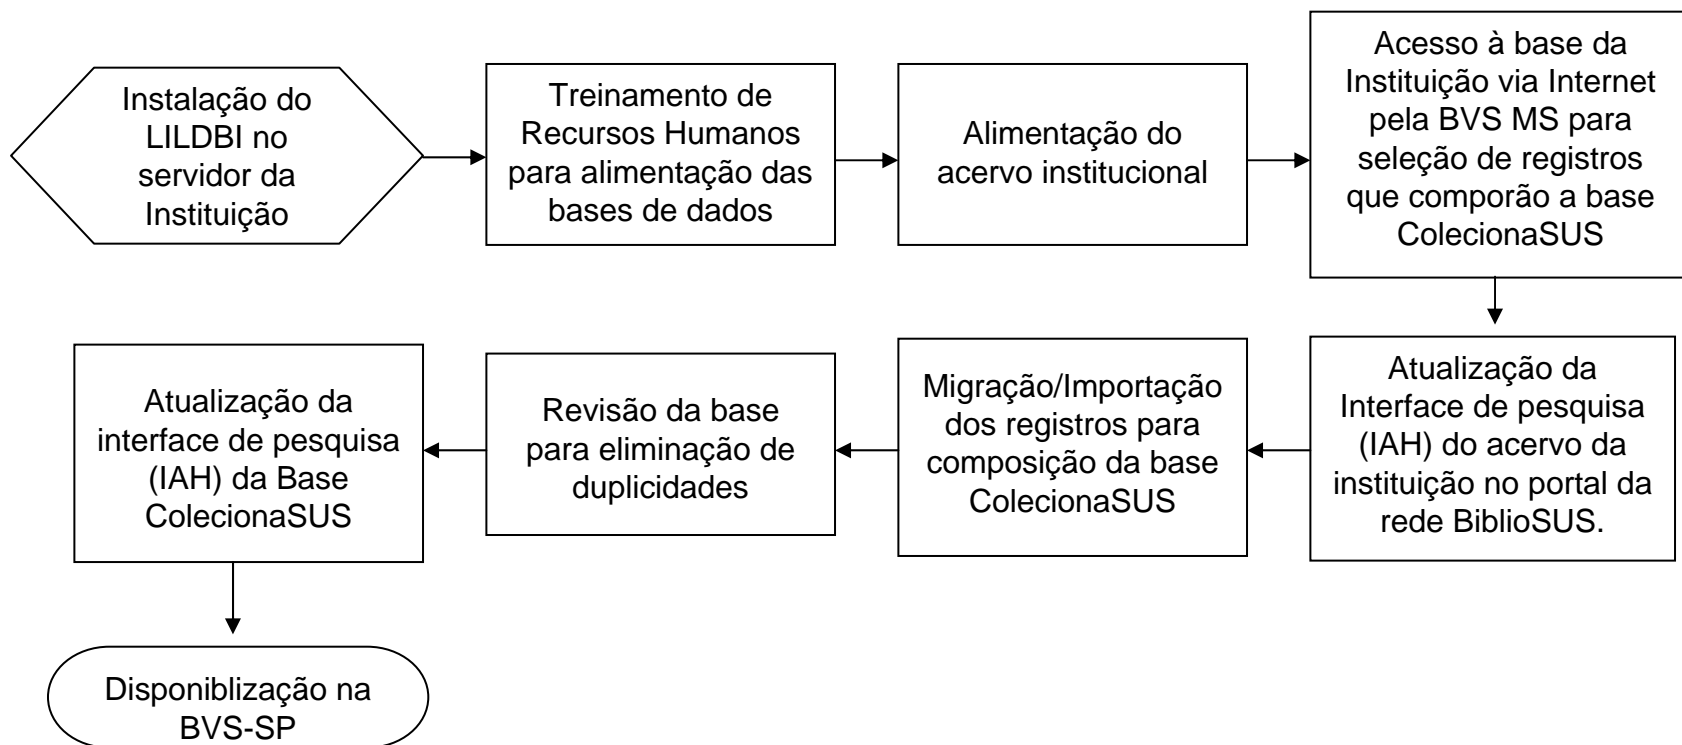 Instalação do
LILDBI no
servidor da
Instituição
Treinamento de
Recursos Humanos
para alimentação das
bases de dados
Alimentação do
acervo institucional
Acesso à base da
Instituição via Internet
pela BVS MS para
seleção de registros
que comporão a base
ColecionaSUS
Atualização da
Interface de pesquisa
(IAH) do acervo da
instituição no portal da
rede BiblioSUS.
Migração/Importação
dos registros para
composição da base
ColecionaSUS
Revisão da base
para eliminação de
duplicidades
Atualização da
interface de pesquisa
(IAH) da Base
ColecionaSUS
Disponiblização na
BVS-SP